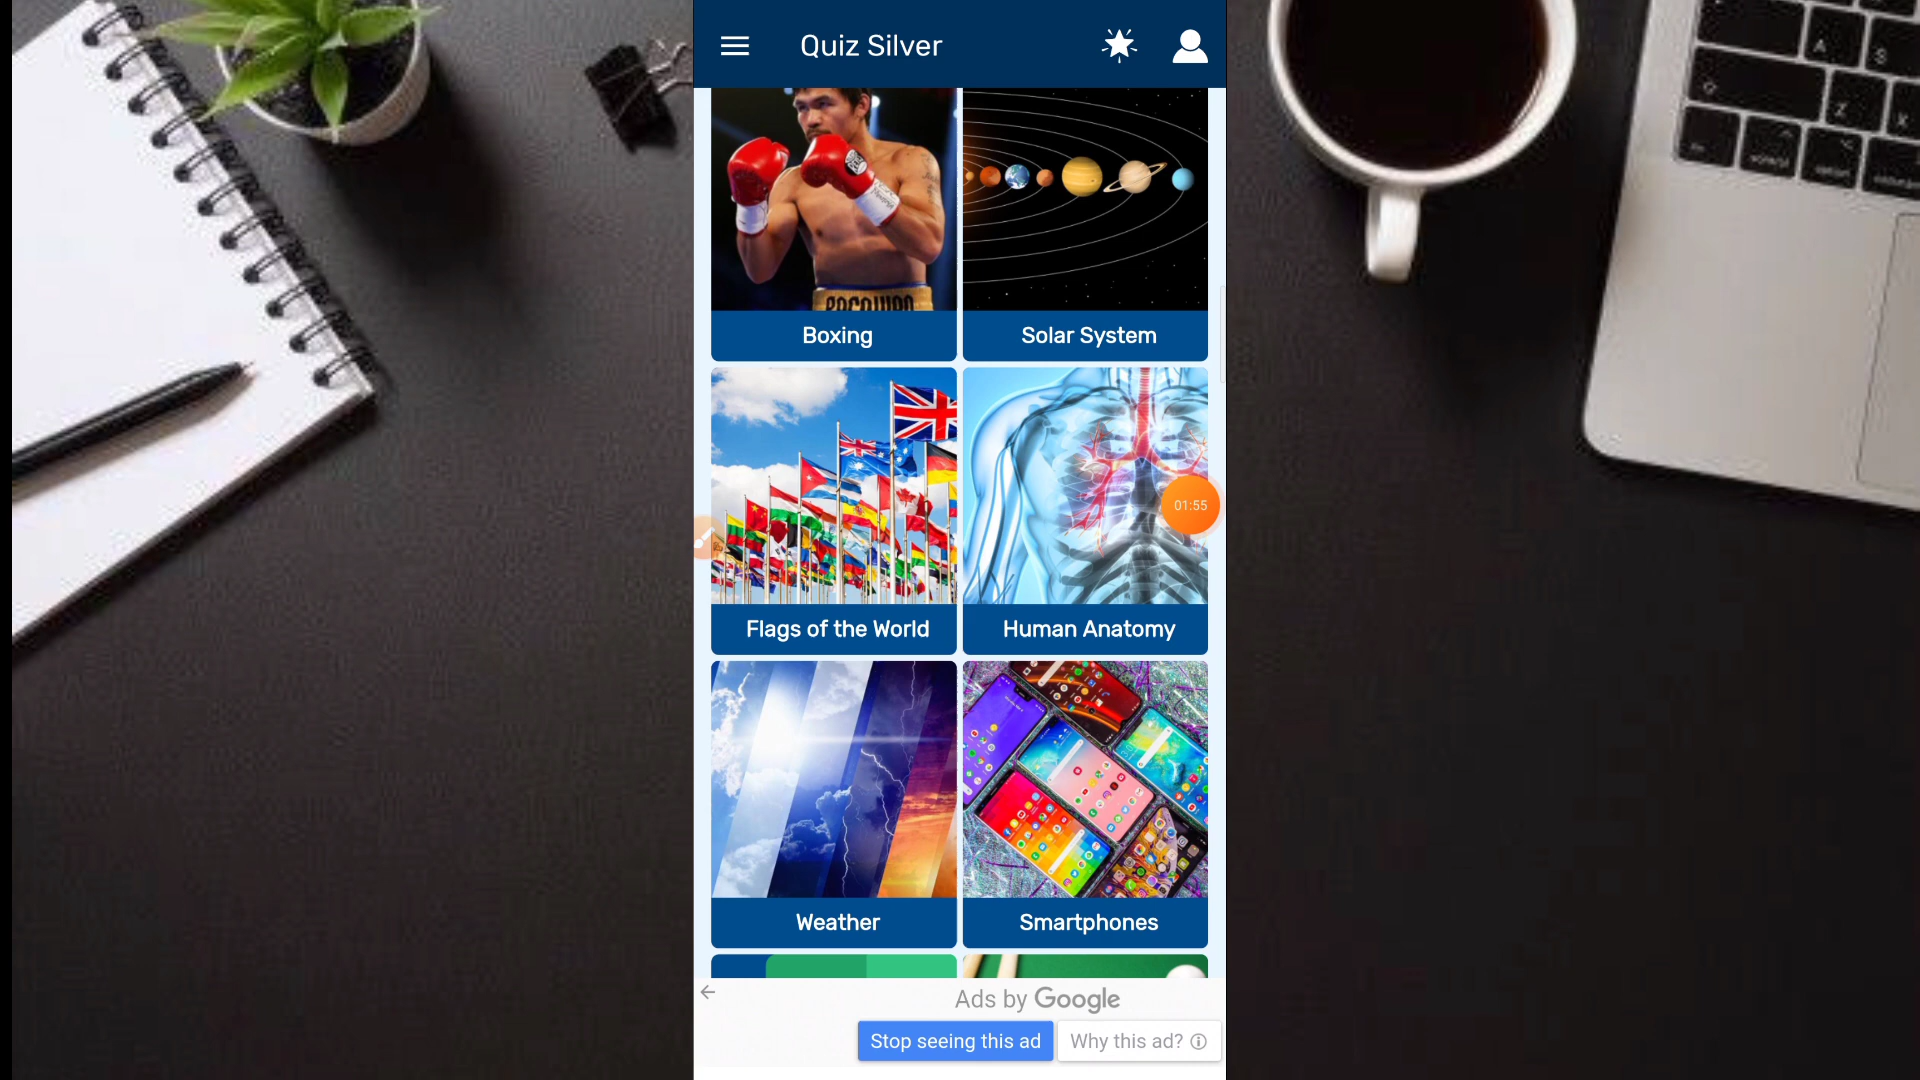 Quiz Silver
PACQUIAO
Boxing
Solar System
Flags of the World
Human Anatomy
01:55
Weather
Smartphones
Ads by Google
Stop seeing this ad
Why this ad?
A
S
Z
X